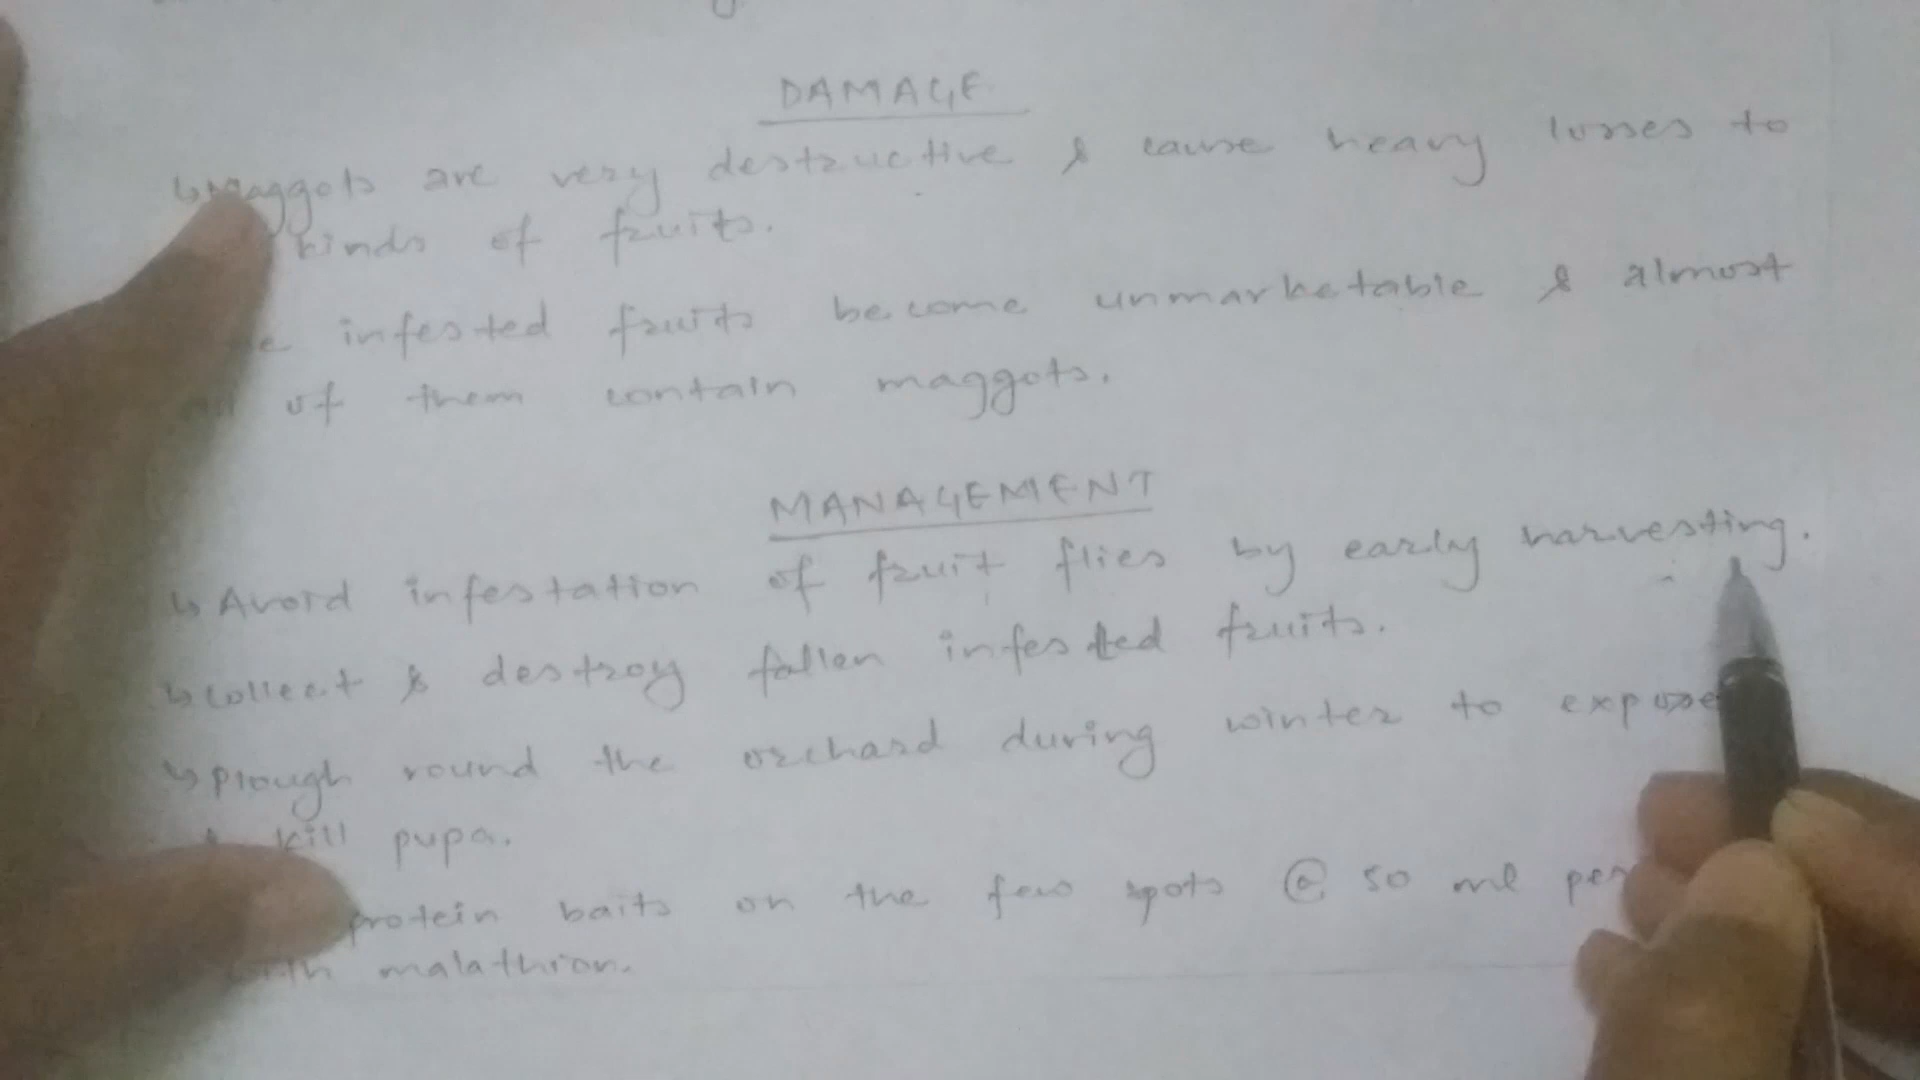 DAMAGE
↳ Maggots are very destructive & cause heavy losses to
kinds of fruits.
infested fruits become unmarketable & almost
of them contain maggots.
MANAGEMENT
↳ Avoid infestation of fruit flies by early harvesting.
↳ collect & destroy fallen infested fruits.
↳ plough round the orchard during winter to expose
kill pupa.
protein baits on the few spots @ 50 ml per
malathion.